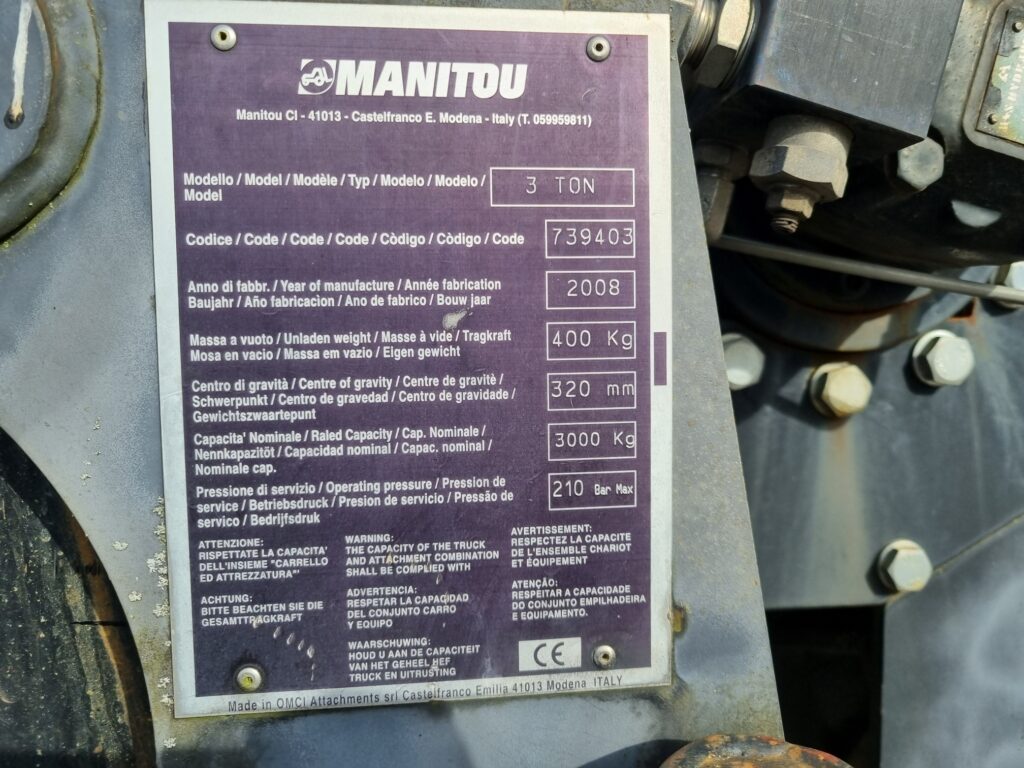 MANITOU
Manitou CI - 41013 - Castelfranco E. Modena - Italy (T. 059959811)
Modello / Model / Modèle / Typ / Modelo / Modelo /
Model
3 TON
Codice / Code / Code / Code / Còdigo / Còdigo / Code
739403
Anno di fabbr. / Year of manufacture / Année fabrication
Baujahr / Año fabricacion / Ano de fabrico / Bouw jaar
2008
Massa a vuoto / Unladen weight / Masse à vide / Tragkraft
Mosa en vacio / Massa em vazio / Eigen gewicht
400 Kg
Centro di gravità / Centre of gravity / Centre de gravitè /
Schwerpunkt / Centro de gravedad / Centro de gravidade /
Gewichtszwaartepunt
320 mm
Capacita' Nominale / Raled Capacity / Cap. Nominale /
Nennkapazitöt / Capacidad nominal / Capac. nominal /
Nominale cap.
3000 Kg
Pressione di servizio / Operating pressure / Pression de
service / Betriebsdruck / Presion de servicio / Pressão de
servico / Bedrijfsdruk
210 Bar Max
ATTENZIONE:
RISPETTATE LA CAPACITA'
DELL'INSIEME "CARRELLO
ED ATTREZZATURA"
ACHTUNG:
BITTE BEACHTEN SIE DIE
GESAMTTRAGKRAFT
WARNING:
THE CAPACITY OF THE TRUCK
AND ATTACHMENT COMBINATION
SHALL BE COMPLIED WITH
ADVERTENCIA:
RESPETAR LA CAPAQIDAD
DEL CONJUNTO CARRO
Y EQUIPO
WAARSCHUWING:
HOUD U AAN DE CAPACITEIT
VAN HET GEHELE HEF
TRUCK EN UITRUSTING
AVERTISSEMENT:
RESPECTEZ LA CAPACITE
DE L'ENSEMBLE CHARIOT
ET ÉQUIPEMENT
ATENÇÃO:
RESPEITAR A CAPACIDADE
DO CONJUNTO EMPILHADEIRA
E EQUIPAMENTO.
CE
Made in OMCI Attachments srl Castelfranco Emilia 41013 Modena ITALY